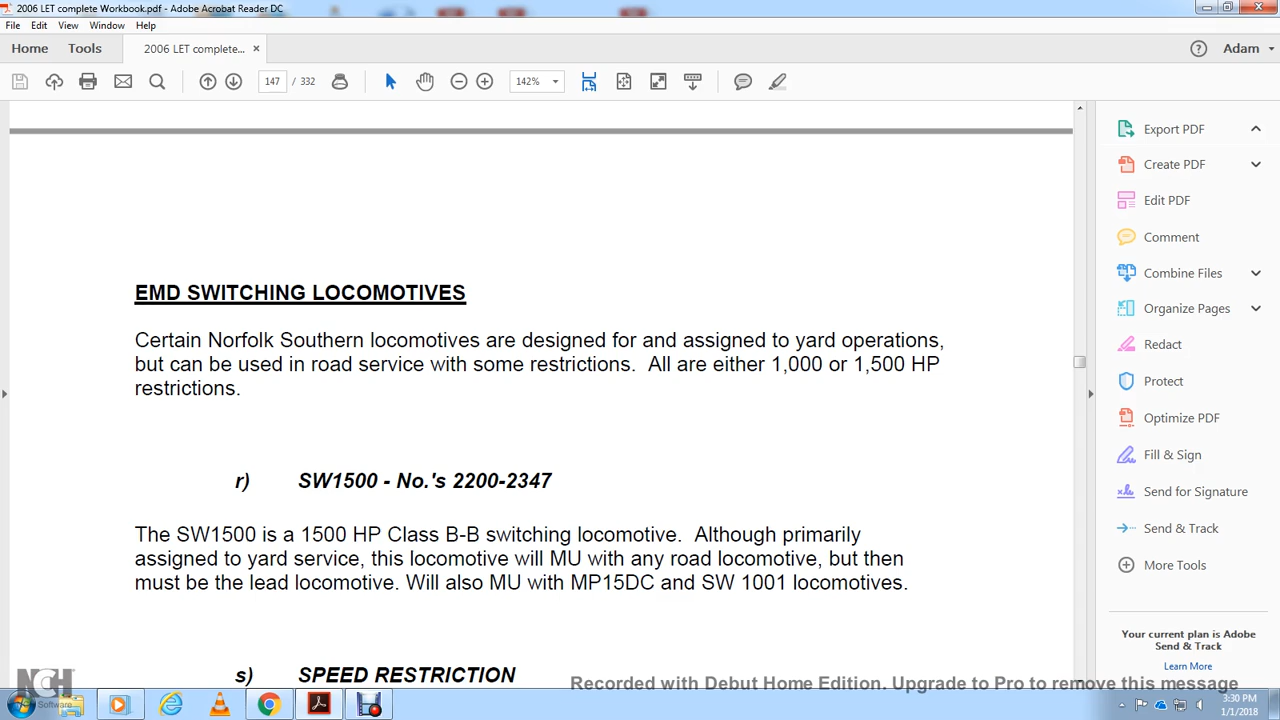 2006 LET complete Workbook.pdf - Adobe Acrobat Reader DC
File Edit View Window Help
Home Tools 2006 LET complete... × Adam
147 / 332 142%
Export PDF
Create PDF
Edit PDF
Comment
Combine Files
Organize Pages
Redact
Protect
Optimize PDF
Fill & Sign
Send for Signature
Send & Track
More Tools
Your current plan is Adobe
Send & Track
Learn More
EMD SWITCHING LOCOMOTIVES
Certain Norfolk Southern locomotives are designed for and assigned to yard operations,
but can be used in road service with some restrictions.  All are either 1,000 or 1,500 HP
restrictions.
r) SW1500 - No.'s 2200-2347
The SW1500 is a 1500 HP Class B-B switching locomotive.  Although primarily
assigned to yard service, this locomotive will MU with any road locomotive, but then
must be the lead locomotive. Will also MU with MP15DC and SW 1001 locomotives.
s) SPEED RESTRICTION
NCH Software
Recorded with Debut Home Edition. Upgrade to Pro to remove this message
3:30 PM
1/1/2018